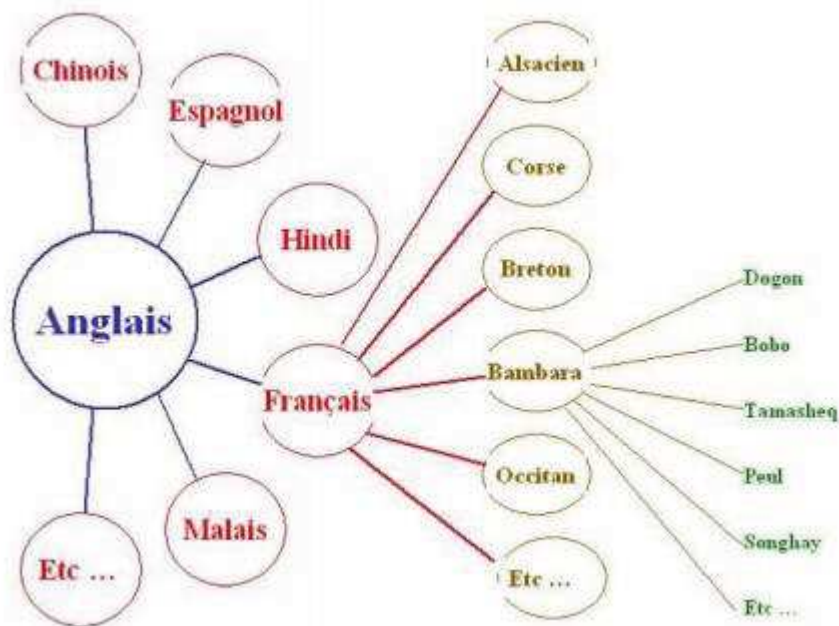 Chinois
Espagnol
Hindi
Anglais
Français
Malais
Etc ...
Alsacien
Corse
Breton
Bambara
Occitan
Etc ...
Dogon
Bobo
Tamasheq
Peul
Songhay
Etc ...